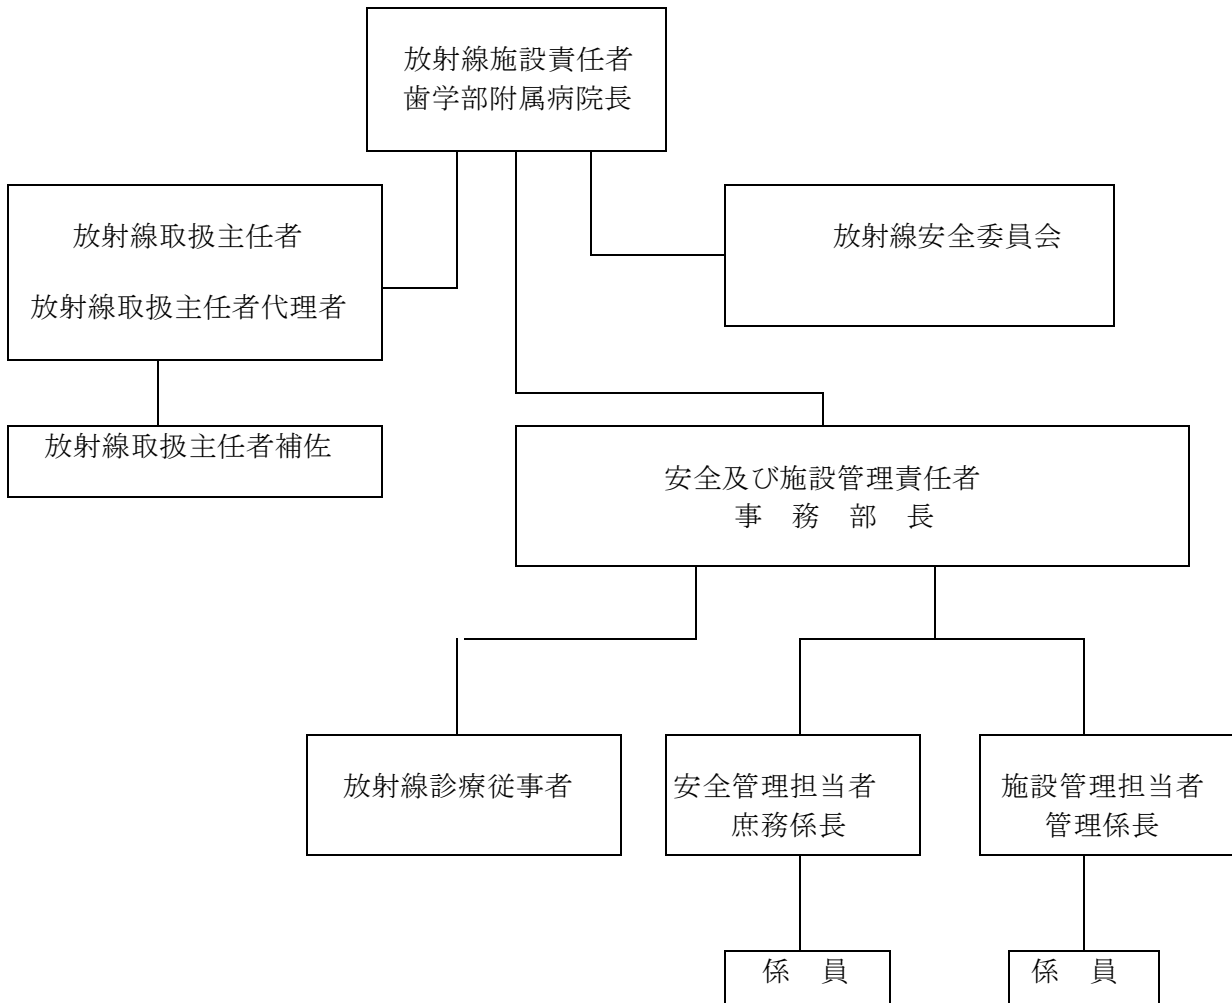 放射線施設責任者
歯学部附属病院長
放射線取扱主任者
放射線取扱主任者代理者
放射線安全委員会
放射線取扱主任者補佐
安全及び施設管理責任者
事　務　部　長
放射線診療従事者
安全管理担当者
庶務係長
施設管理担当者
管理係長
係　員
係　員